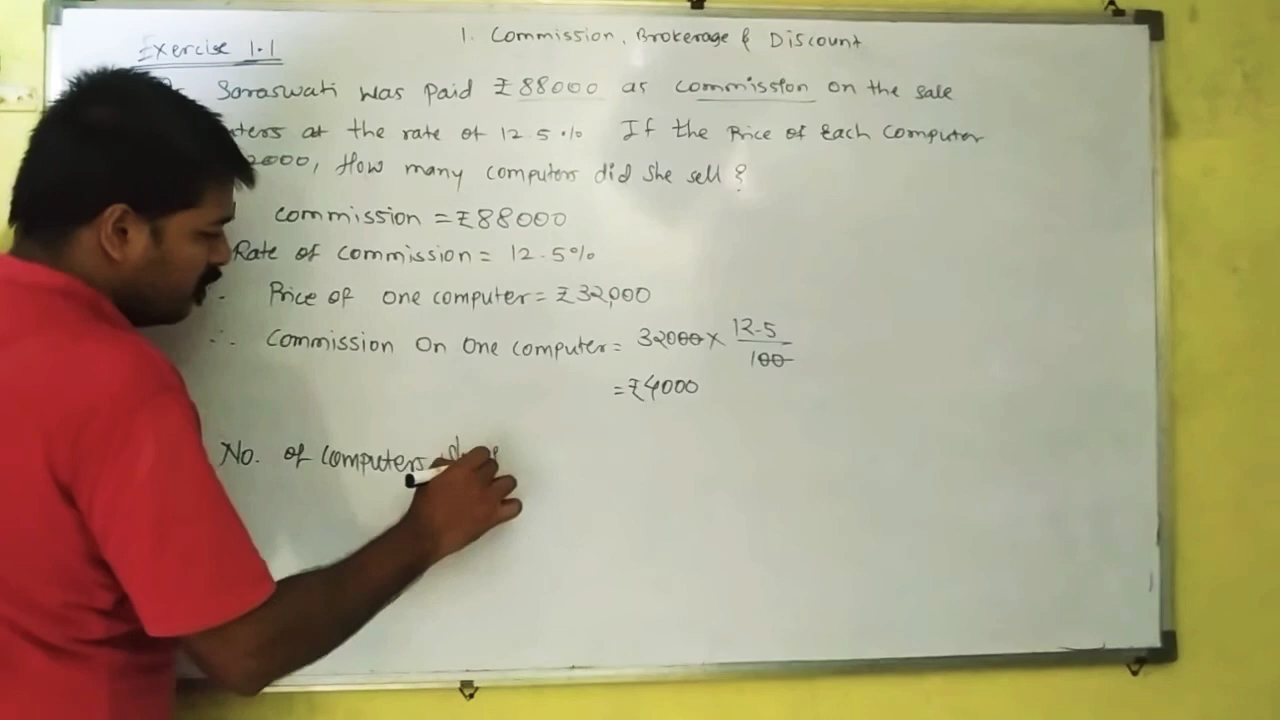 1. Commission, Brokerage & Discount
Exercise 1.1
Saraswati was paid ₹88000 as commission on the sale
at the rate of 12.5% If the Price of Each Computer
2000, How many computers did she sell?
commission = ₹88000
Rate of commission = 12.5%
Price of one computer = ₹32,000
∴ Commission On One computer = 32000 × 12.5/100
= ₹4000
No. of computers